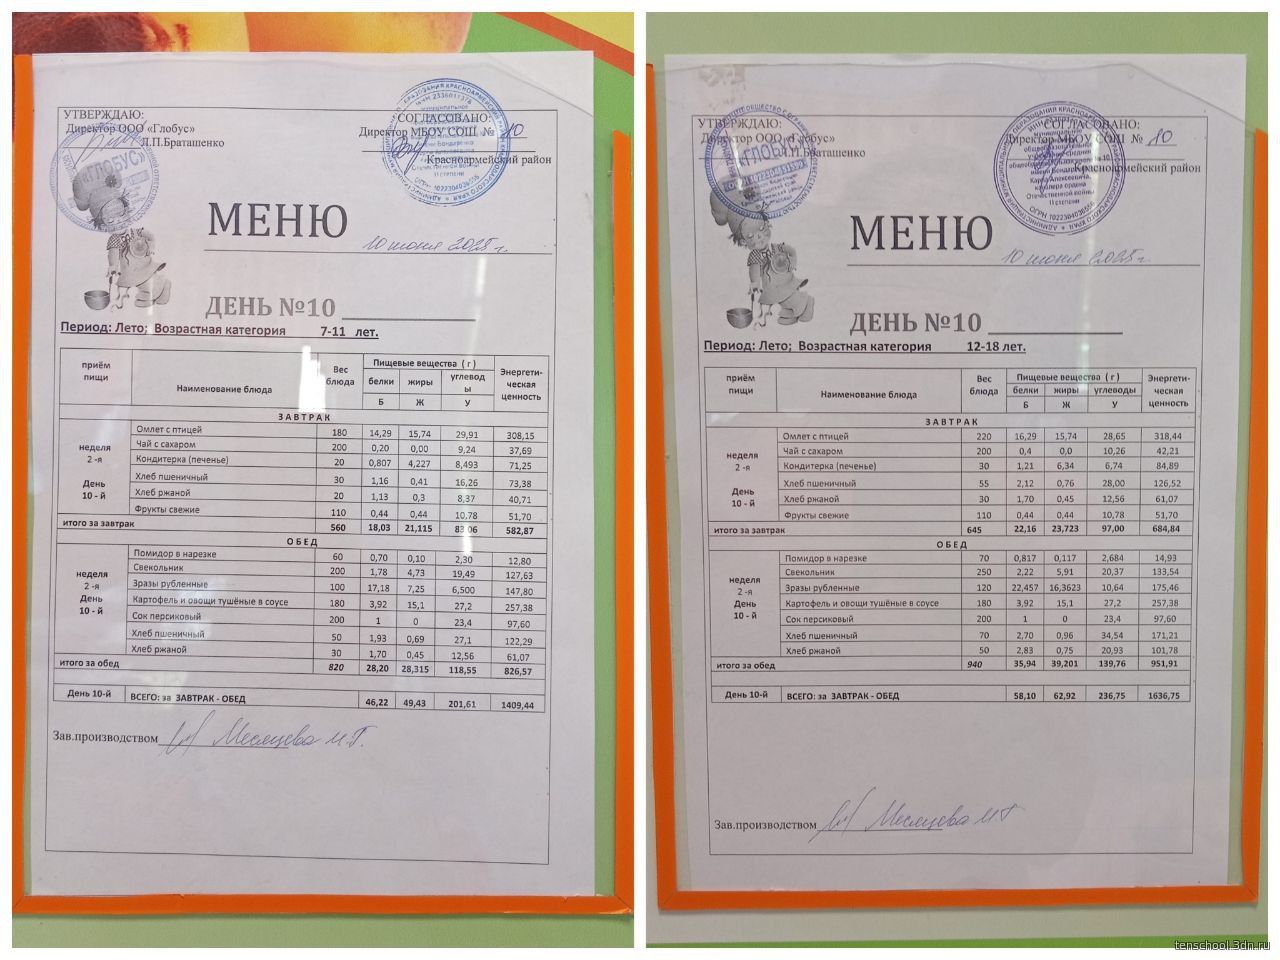 УТВЕРЖДАЮ:
Директор ООО «Глобус»
Л.П.Браташенко
СОГЛАСОВАНО:
Директор МБОУ СОШ № 10
Красноармейский район
МЕНЮ
10 июня 2025 г.
ДЕНЬ №10
Период: Лето; Возрастная категория 7-11 лет.
приём пищи Наименование блюда Вес блюда Пищевые вещества ( г ) Энергети-ческая ценность
белки жиры углеводы
Б Ж У
ЗАВТРАК
неделя 2 -я День 10 - й
Омлет с птицей 180 14,29 15,74 29,91 308,15
Чай с сахаром 200 0,20 0,00 9,24 37,69
Кондитерка (печенье) 20 0,807 4,227 8,493 71,25
Хлеб пшеничный 30 1,16 0,41 16,26 73,38
Хлеб ржаной 20 1,13 0,3 8,37 40,71
Фрукты свежие 110 0,44 0,44 10,78 51,70
итого за завтрак 560 18,03 21,115 83,06 582,87
ОБЕД
неделя 2 -я День 10 - й
Помидор в нарезке 60 0,70 0,10 2,30 12,80
Свекольник 200 1,78 4,73 19,49 127,63
Зразы рубленные 100 17,18 7,25 6,500 147,80
Картофель и овощи тушёные в соусе 180 3,92 15,1 27,2 257,38
Сок персиковый 200 1 0 23,4 97,60
Хлеб пшеничный 50 1,93 0,69 27,1 122,29
Хлеб ржаной 30 1,70 0,45 12,56 61,07
итого за обед 820 28,20 28,315 118,55 826,57
День 10-й ВСЕГО: за ЗАВТРАК - ОБЕД 46,22 49,43 201,61 1409,44
Зав.производством Месяцева И.Г.
УТВЕРЖДАЮ:
Директор ООО «Глобус»
Л.П.Браташенко
СОГЛАСОВАНО:
Директор МБОУ СОШ № 10
Красноармейский район
МЕНЮ
10 июня 2025 г.
ДЕНЬ №10
Период: Лето; Возрастная категория 12-18 лет.
приём пищи Наименование блюда Вес блюда Пищевые вещества ( г ) Энергети-ческая ценность
белки жиры углеводы
Б Ж У
ЗАВТРАК
неделя 2 -я День 10 - й
Омлет с птицей 220 16,29 15,74 28,65 318,44
Чай с сахаром 200 0,4 0,0 10,26 42,21
Кондитерка (печенье) 30 1,21 6,34 6,74 84,89
Хлеб пшеничный 55 2,12 0,76 28,00 126,52
Хлеб ржаной 30 1,70 0,45 12,56 61,07
Фрукты свежие 110 0,44 0,44 10,78 51,70
итого за завтрак 645 22,16 23,723 97,00 684,84
ОБЕД
неделя 2 -я День 10 - й
Помидор в нарезке 70 0,817 0,117 2,684 14,93
Свекольник 250 2,22 5,91 20,37 133,54
Зразы рубленные 120 22,457 16,3623 10,64 175,46
Картофель и овощи тушёные в соусе 180 3,92 15,1 27,2 257,38
Сок персиковый 200 1 0 23,4 97,60
Хлеб пшеничный 70 2,70 0,96 34,54 171,21
Хлеб ржаной 50 2,83 0,75 20,93 101,78
итого за обед 940 35,94 39,201 139,76 951,91
День 10-й ВСЕГО: за ЗАВТРАК - ОБЕД 58,10 62,92 236,75 1636,75
Зав.производством Месяцева И.Г.
tenschool.3dn.ru